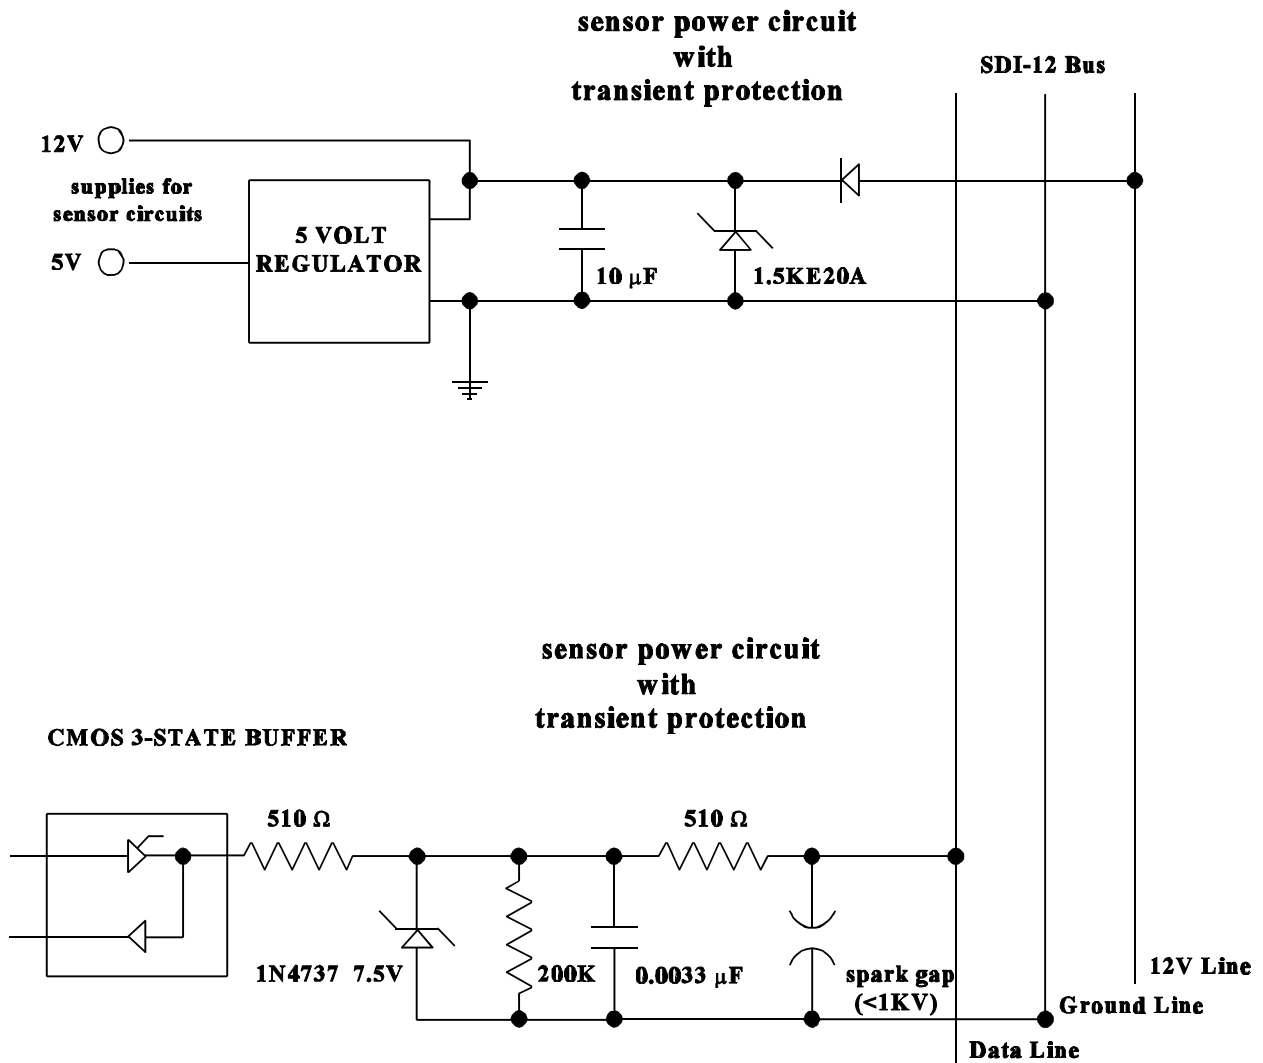 sensor power circuit
with
transient protection
SDI-12 Bus
12V
supplies for
sensor circuits
5V
5 VOLT
REGULATOR
10 μF
1.5KE20A
sensor power circuit
with
transient protection
CMOS 3-STATE BUFFER
510 Ω
510 Ω
1N4737 7.5V
200K
0.0033 μF
spark gap
(<1KV)
12V Line
Ground Line
Data Line